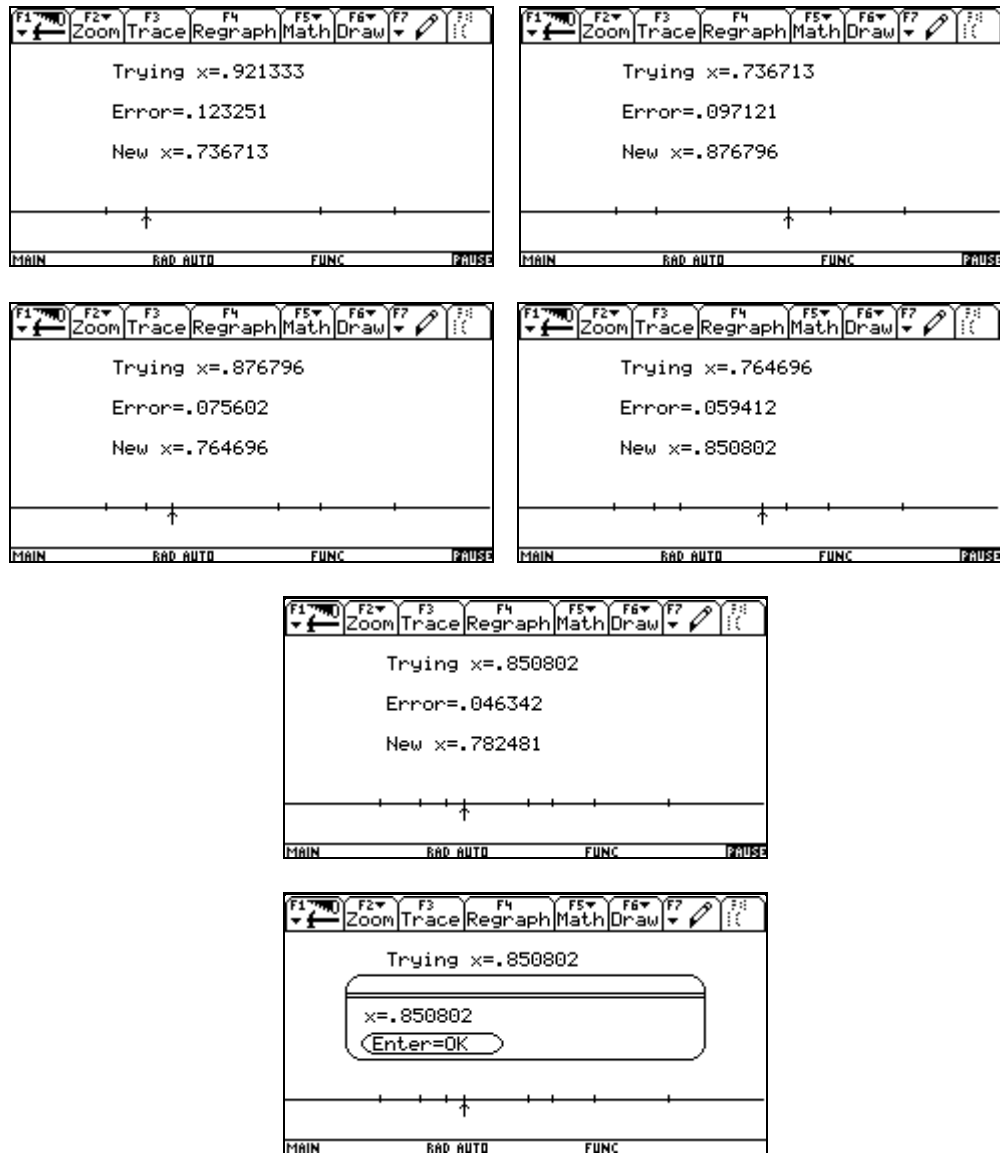 F1 F2 F3 F4 F5 F6 F7
Zoom Trace Regraph Math Draw
Trying x=.921333
Error=.123251
New x=.736713
MAIN RAD AUTO FUNC PAUSE
F1 F2 F3 F4 F5 F6 F7
Zoom Trace Regraph Math Draw
Trying x=.736713
Error=.097121
New x=.876796
MAIN RAD AUTO FUNC PAUSE
F1 F2 F3 F4 F5 F6 F7
Zoom Trace Regraph Math Draw
Trying x=.876796
Error=.075602
New x=.764696
MAIN RAD AUTO FUNC PAUSE
F1 F2 F3 F4 F5 F6 F7
Zoom Trace Regraph Math Draw
Trying x=.764696
Error=.059412
New x=.850802
MAIN RAD AUTO FUNC PAUSE
F1 F2 F3 F4 F5 F6 F7
Zoom Trace Regraph Math Draw
Trying x=.850802
Error=.046342
New x=.782481
MAIN RAD AUTO FUNC PAUSE
F1 F2 F3 F4 F5 F6 F7
Zoom Trace Regraph Math Draw
Trying x=.850802
x=.850802
Enter=OK
MAIN RAD AUTO FUNC